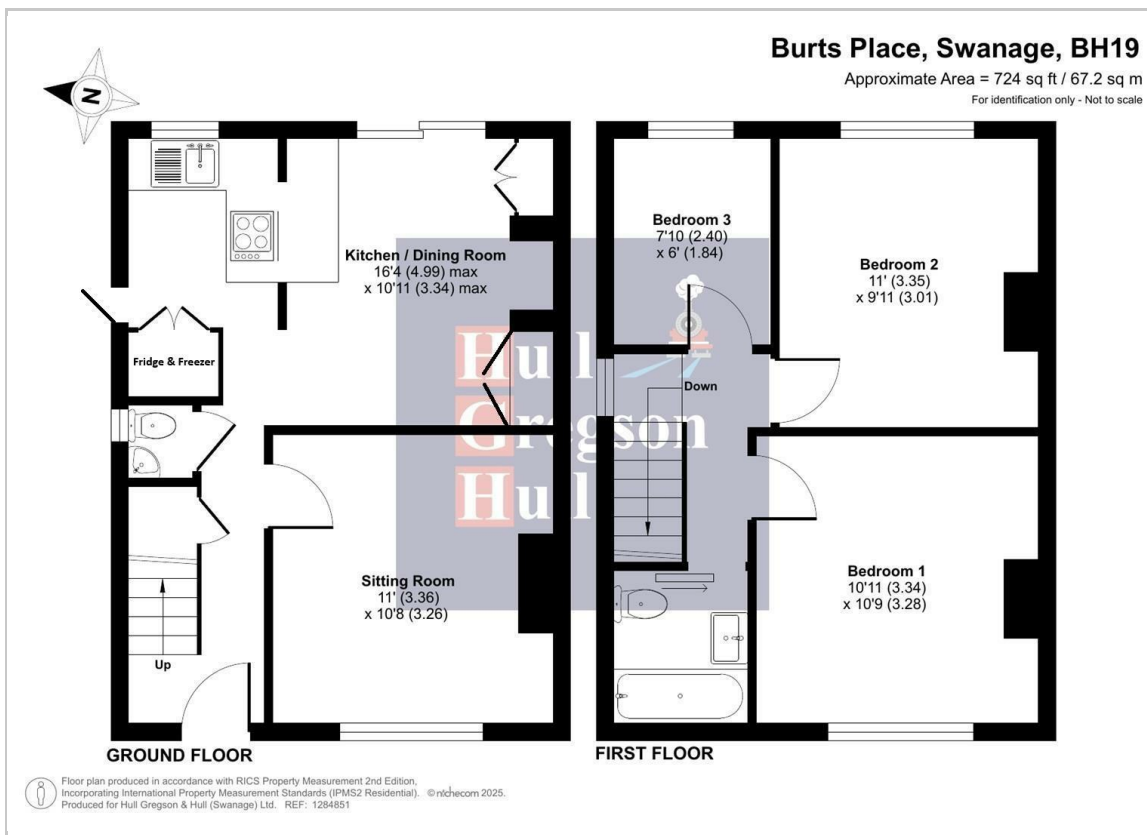 Burts Place, Swanage, BH19
Approximate Area = 724 sq ft / 67.2 sq m
For identification only - Not to scale
N
Kitchen / Dining Room
16'4 (4.99) max
x 10'11 (3.34) max
Fridge & Freezer
Sitting Room
11' (3.36)
x 10'8 (3.26)
Up
GROUND FLOOR
Bedroom 3
7'10 (2.40)
x 6' (1.84)
Bedroom 2
11' (3.35)
x 9'11 (3.01)
Down
Bedroom 1
10'11 (3.34)
x 10'9 (3.28)
FIRST FLOOR
Hull
Gregson
Hull
Floor plan produced in accordance with RICS Property Measurement 2nd Edition,
Incorporating International Property Measurement Standards (IPMS2 Residential). ©nichecom 2025.
Produced for Hull Gregson & Hull (Swanage) Ltd. REF: 1284851